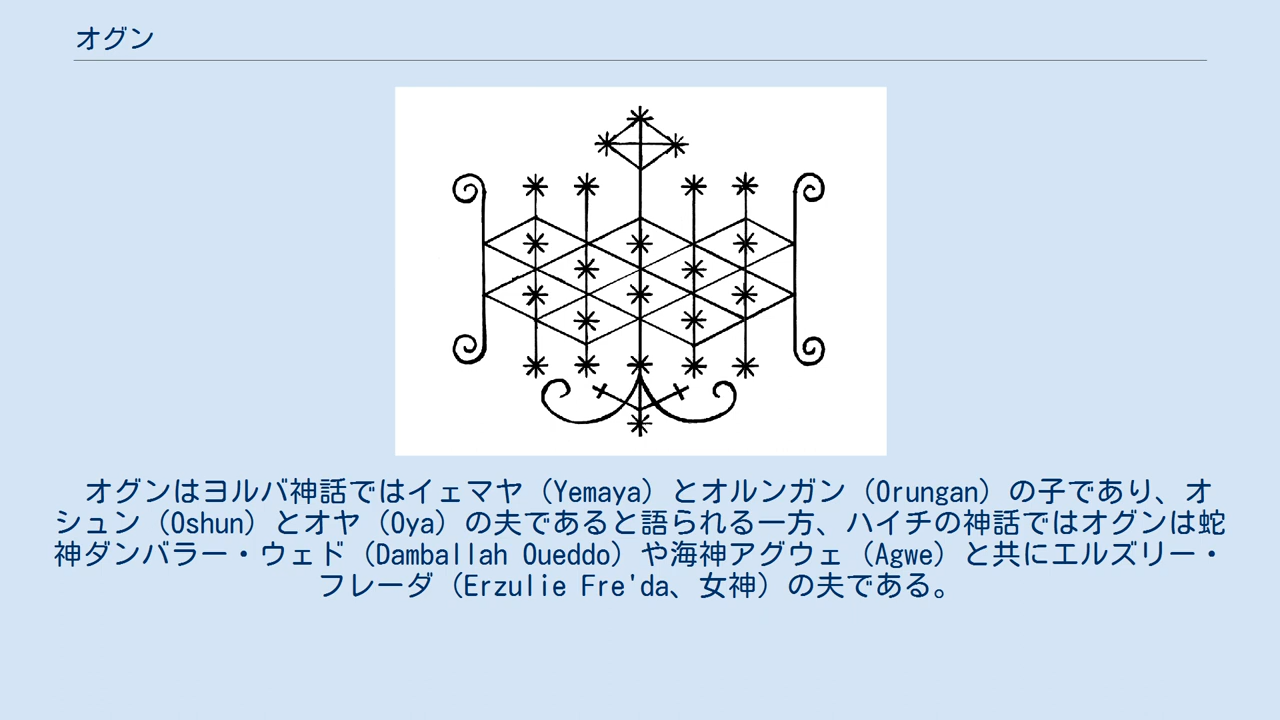 オグン
オグンはヨルバ神話ではイェマヤ（Yemaya）とオルンガン（Orungan）の子であり、オ
シュン（Oshun）とオヤ（Oya）の夫であると語られる一方、ハイチの神話ではオグンは蛇
神ダンバラー・ウェド（Damballah Oueddo）や海神アグウェ（Agwe）と共にエルズリー・
フレーダ（Erzulie Fre'da、女神）の夫である。